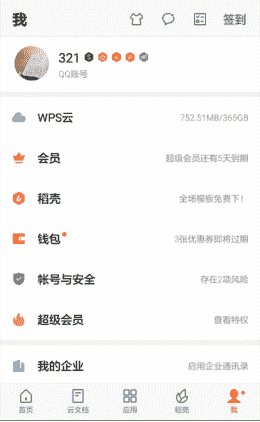 我
签到
321
QQ账号
WPS云
752.51MB/365GB
会员
超级会员还有5天到期
稻壳
全场模板免费下!
钱包
3张优惠券即将过期
帐号与安全
存在2项风险
超级会员
查看特权
我的企业
启用企业通讯录
首页
云文档
应用
稻壳
我